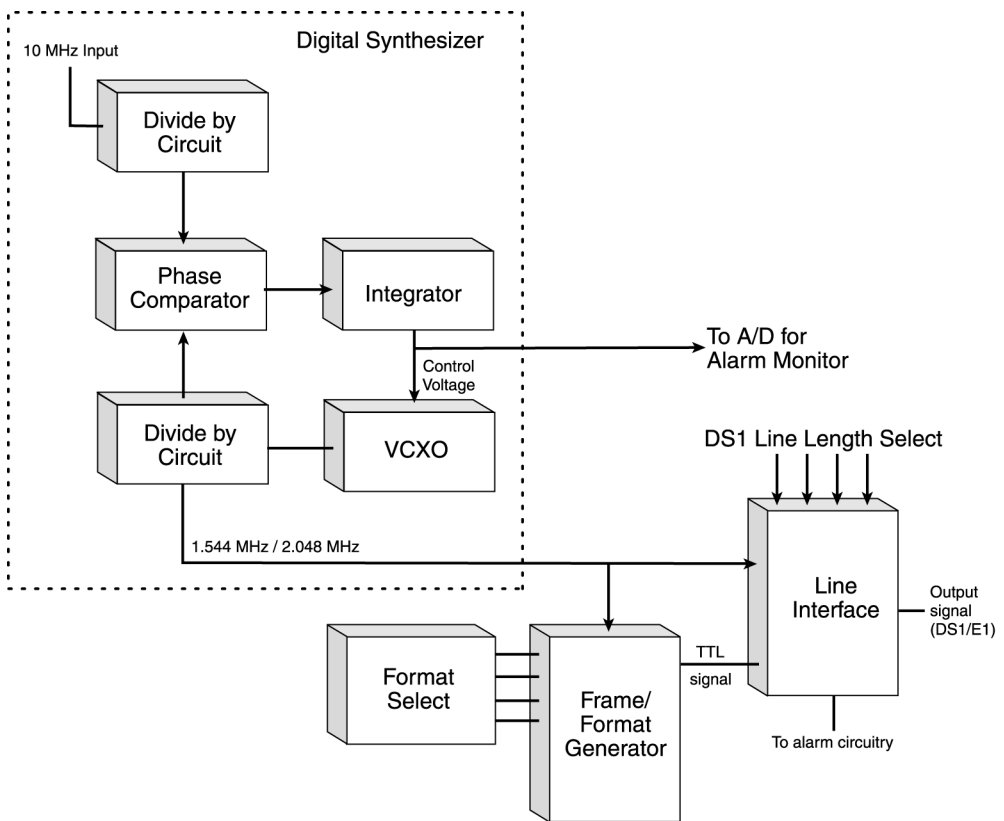 Digital Synthesizer
10 MHz Input
Divide by
Circuit
Phase
Comparator
Integrator
To A/D for
Alarm Monitor
Control
Voltage
Divide by
Circuit
VCXO
DS1 Line Length Select
1.544 MHz / 2.048 MHz
Line
Interface
Output
signal
(DS1/E1)
Format
Select
Frame/
Format
Generator
TTL
signal
To alarm circuitry